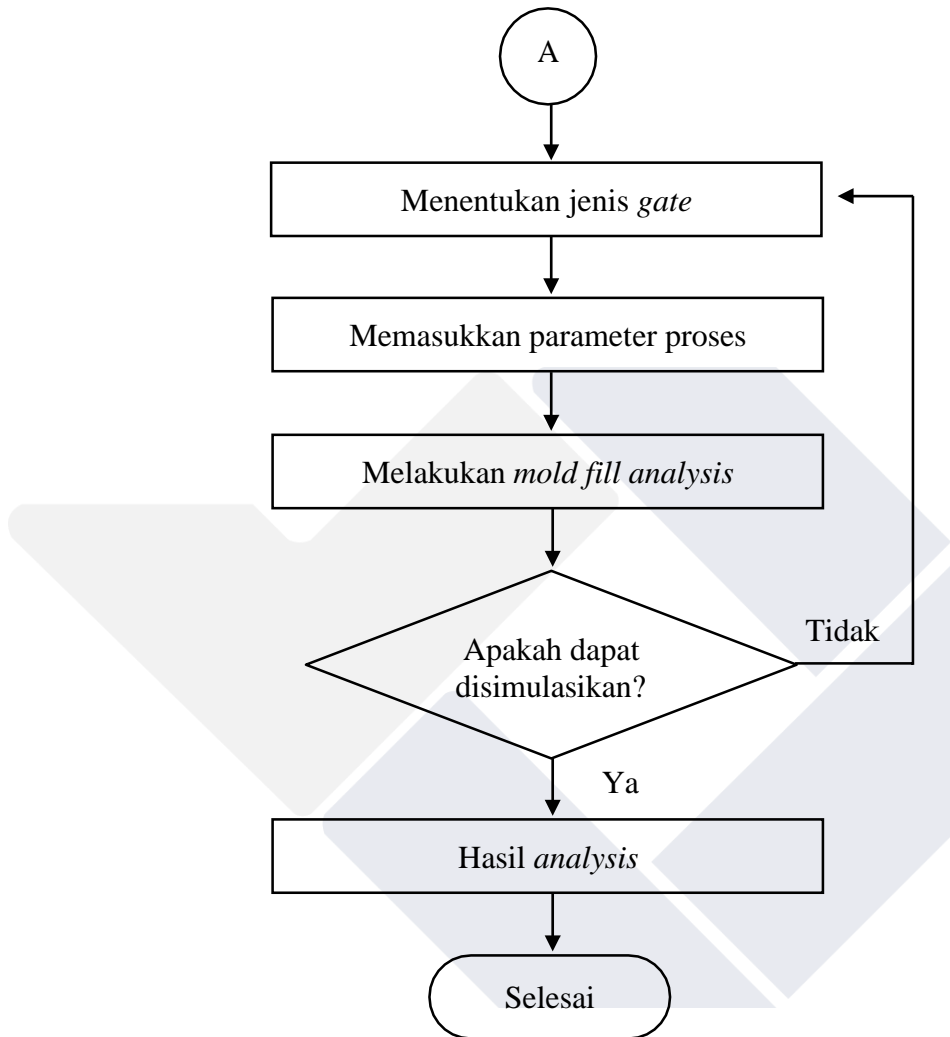 A
Menentukan jenis gate
Memasukkan parameter proses
Melakukan mold fill analysis
Apakah dapat
disimulasikan?
Tidak
Ya
Hasil analysis
Selesai